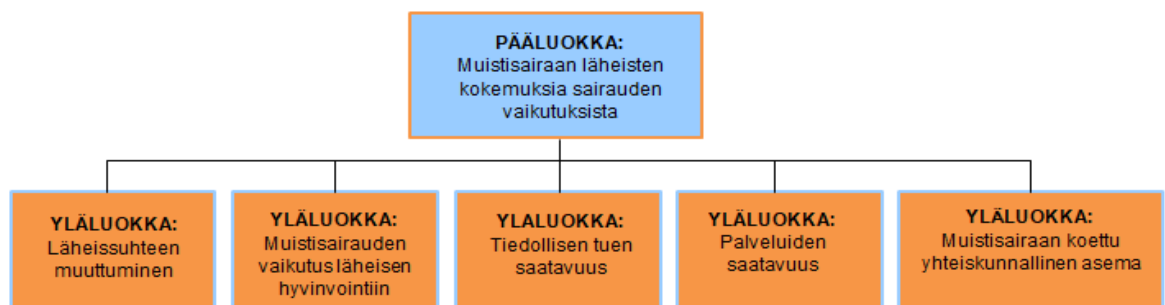 PÄÄLUOKKA:
Muistisairaan läheisten
kokemuksia sairauden
vaikutuksista
YLÄLUOKKA:
Läheissuhteen
muuttuminen
YLÄLUOKKA:
Muistisairauden
vaikutus läheisen
hyvinvointiin
YLALUOKKA:
Tiedollisen tuen
saatavuus
YLÄLUOKKA:
Palveluiden
saatavuus
YLÄLUOKKA:
Muistisairaan koettu
yhteiskunnallinen asema